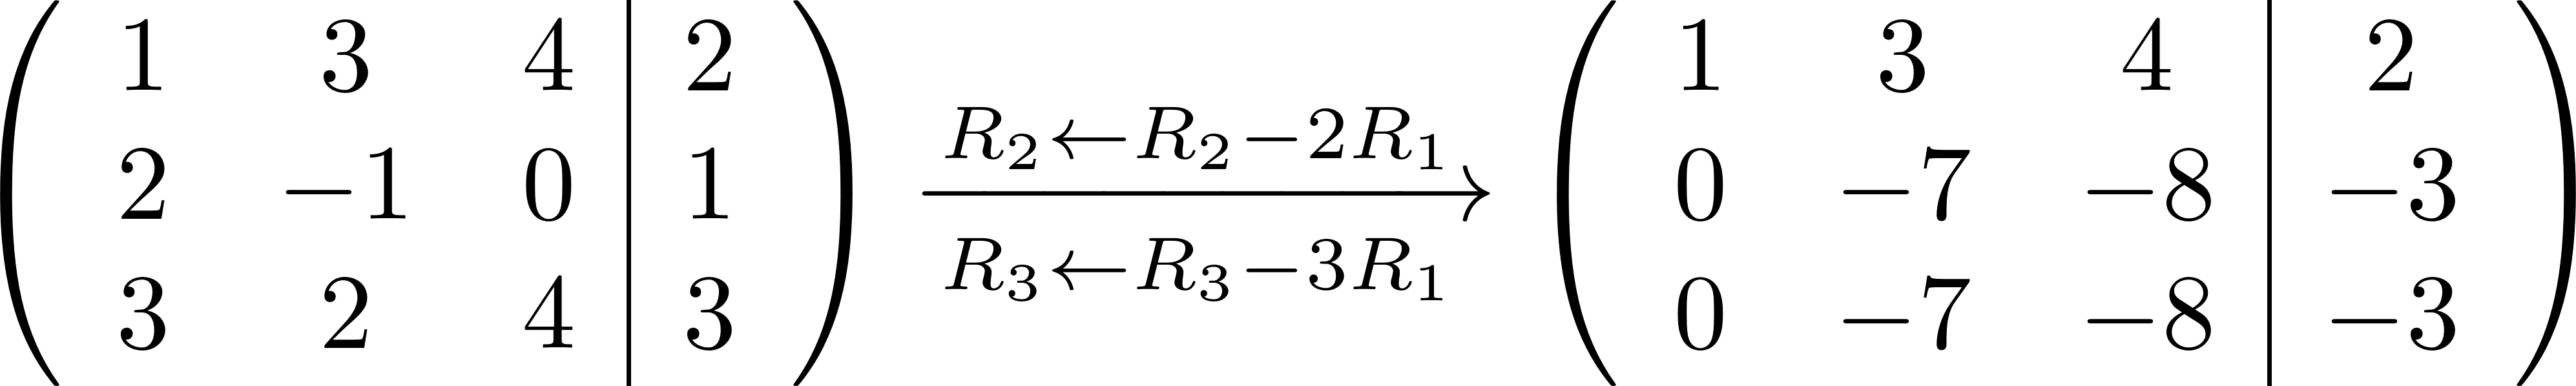 1 3 4 | 2 R₂←R₂−2R₁ 1 3 4 | 2
2 −1 0 | 1 0 −7 −8 | −3
3 2 4 | 3 R₃←R₃−3R₁ 0 −7 −8 | −3